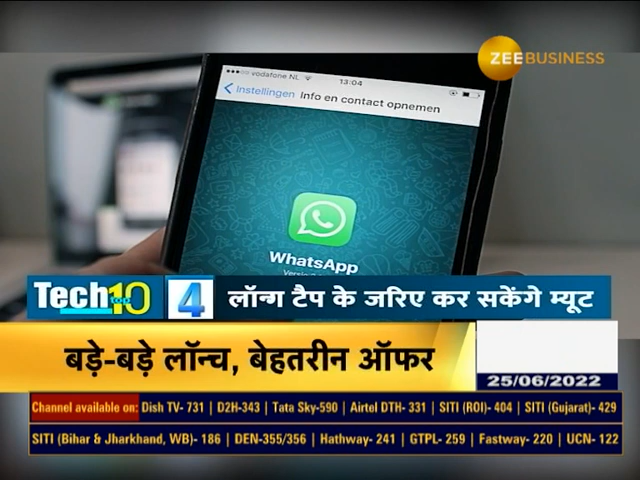 ZEEBUSINESS
vodafone NL 13:04
Instellingen Info en contact opnemen
WhatsApp
Tech top 10 4 लॉन्ग टैप के जरिए कर सकेंगे म्यूट
बड़े-बड़े लॉन्च, बेहतरीन ऑफर
25/06/2022
Channel available on: Dish TV- 731 | D2H-343 | Tata Sky-590 | Airtel DTH- 331 | SITI (ROI)- 404 | SITI (Gujarat)- 429
SITI (Bihar & Jharkhand, WB)- 186 | DEN-355/356 | Hathway- 241 | GTPL- 259 | Fastway- 220 | UCN- 122